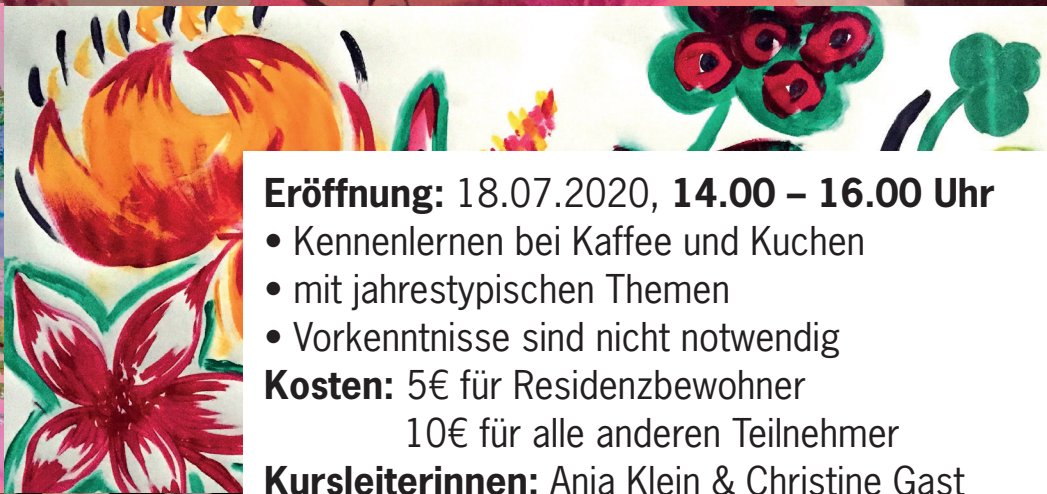 Eröffnung: 18.07.2020, 14.00 – 16.00 Uhr
• Kennenlernen bei Kaffee und Kuchen
• mit jahrestypischen Themen
• Vorkenntnisse sind nicht notwendig
Kosten: 5€ für Residenzbewohner
10€ für alle anderen Teilnehmer
Kursleiterinnen: Anja Klein & Christine Gast